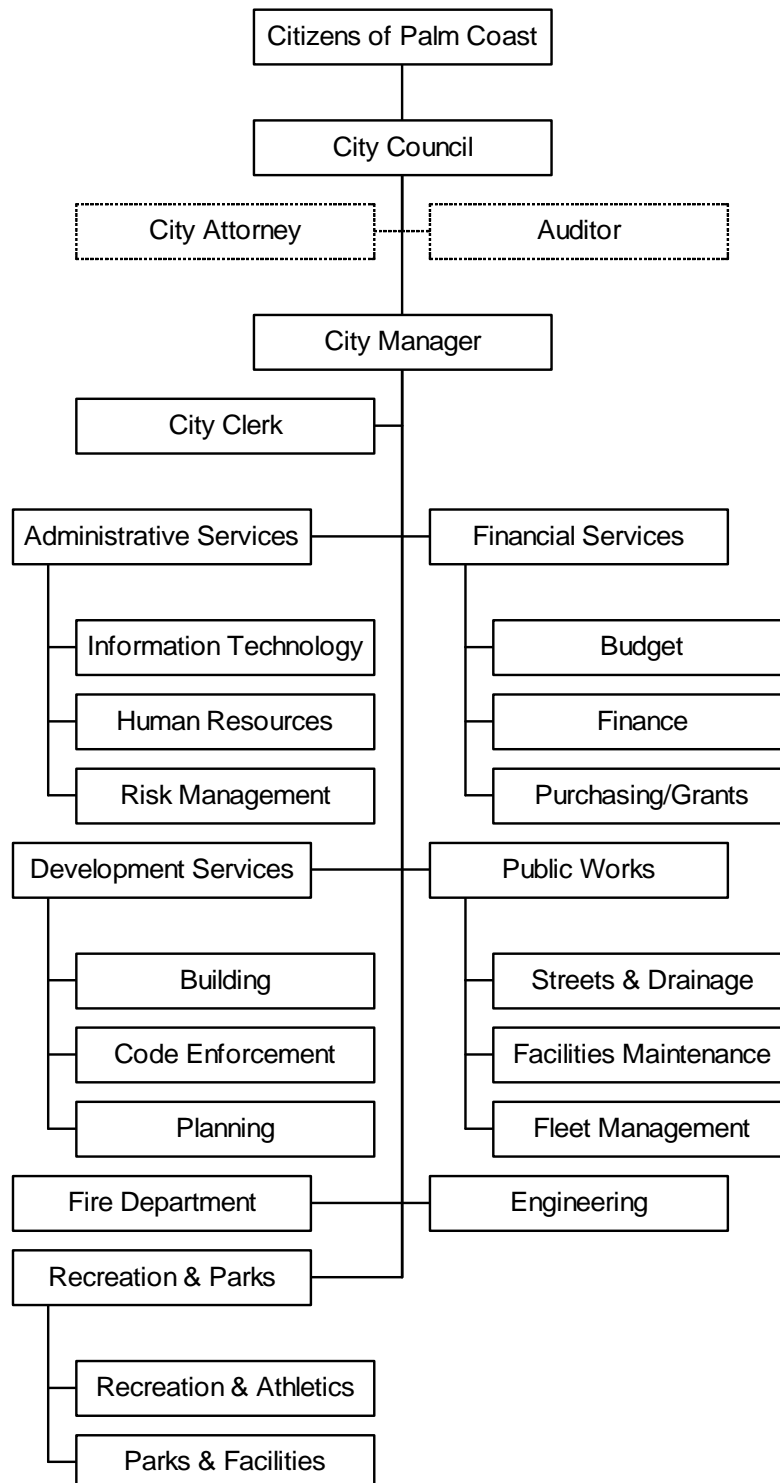 Citizens of Palm Coast
City Council
City Attorney
Auditor
City Manager
City Clerk
Administrative Services
Financial Services
Information Technology
Budget
Human Resources
Finance
Risk Management
Purchasing/Grants
Development Services
Public Works
Building
Streets & Drainage
Code Enforcement
Facilities Maintenance
Planning
Fleet Management
Fire Department
Engineering
Recreation & Parks
Recreation & Athletics
Parks & Facilities